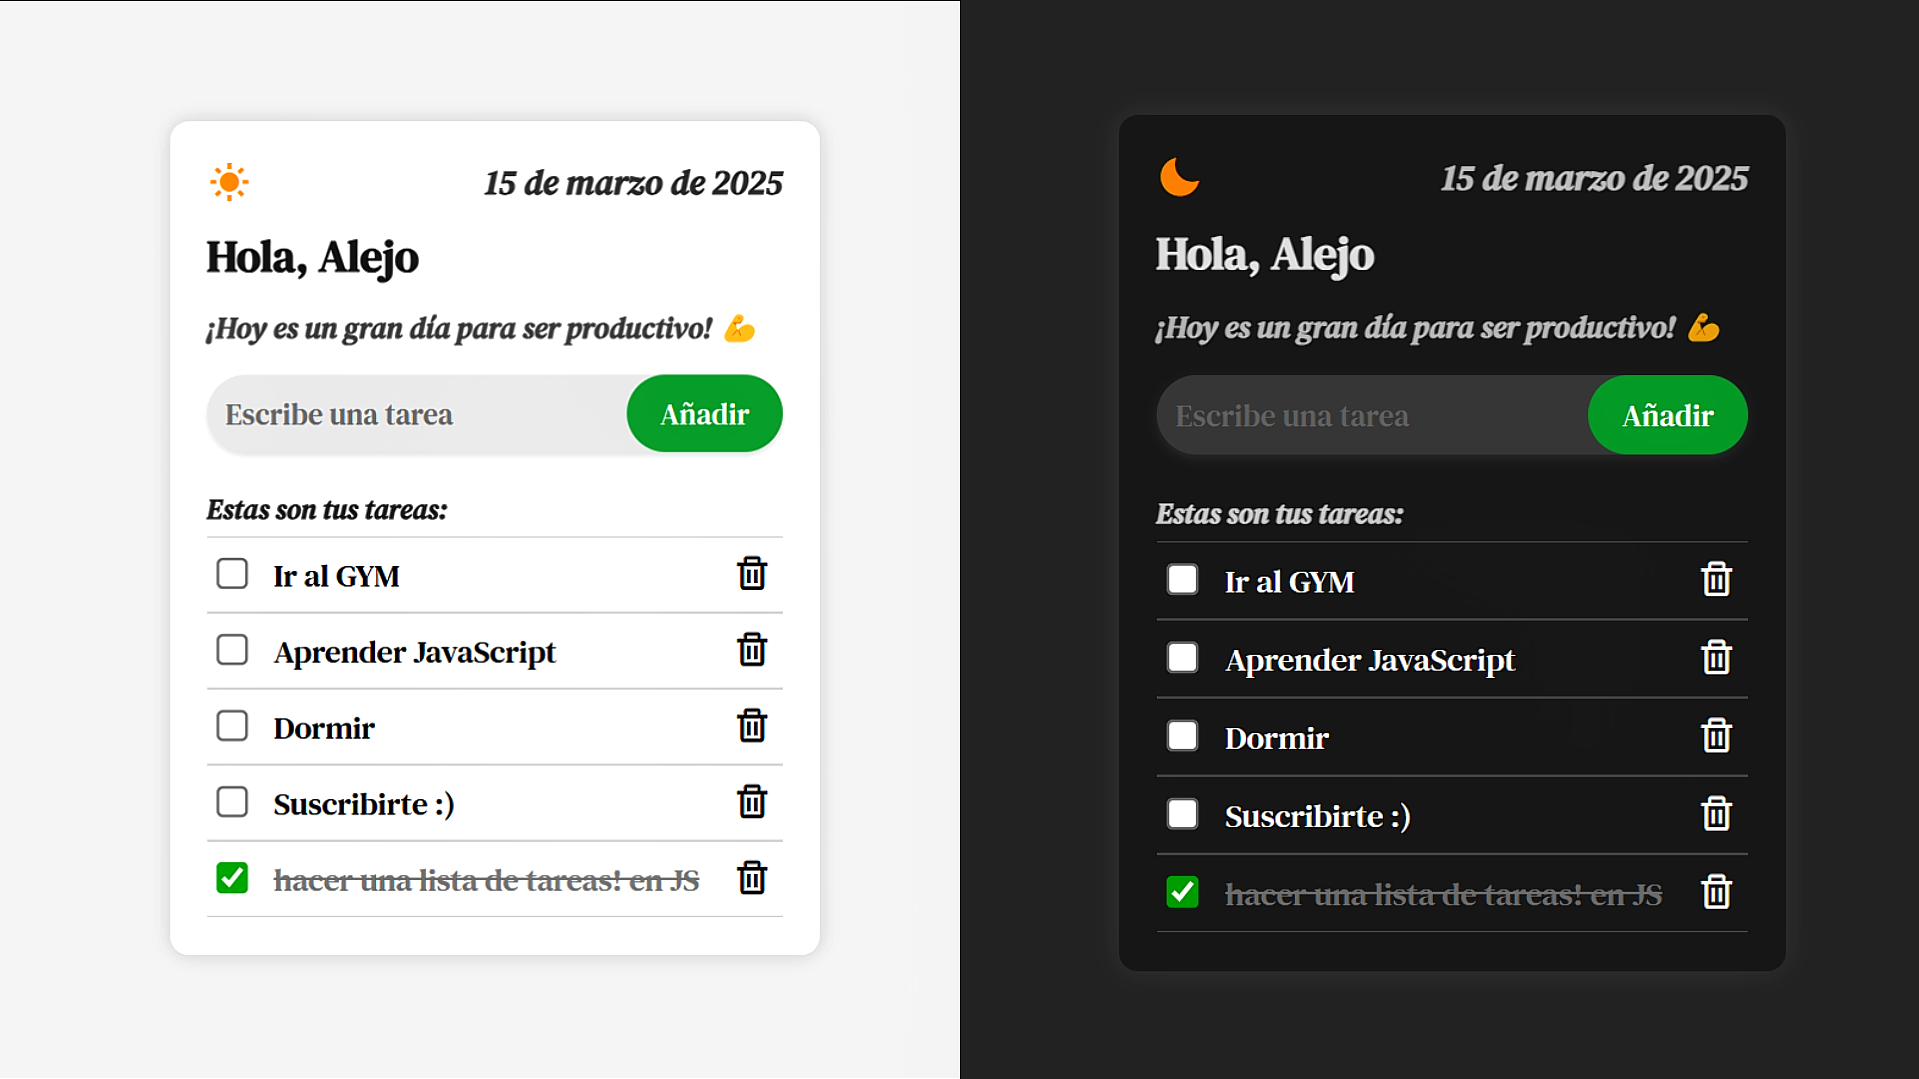 15 de marzo de 2025
Hola, Alejo
¡Hoy es un gran día para ser productivo! 💪
Escribe una tarea
Añadir
Estas son tus tareas:
Ir al GYM
Aprender JavaScript
Dormir
Suscribirte :)
hacer una lista de tareas! en JS
15 de marzo de 2025
Hola, Alejo
¡Hoy es un gran día para ser productivo! 💪
Escribe una tarea
Añadir
Estas son tus tareas:
Ir al GYM
Aprender JavaScript
Dormir
Suscribirte :)
hacer una lista de tareas! en JS